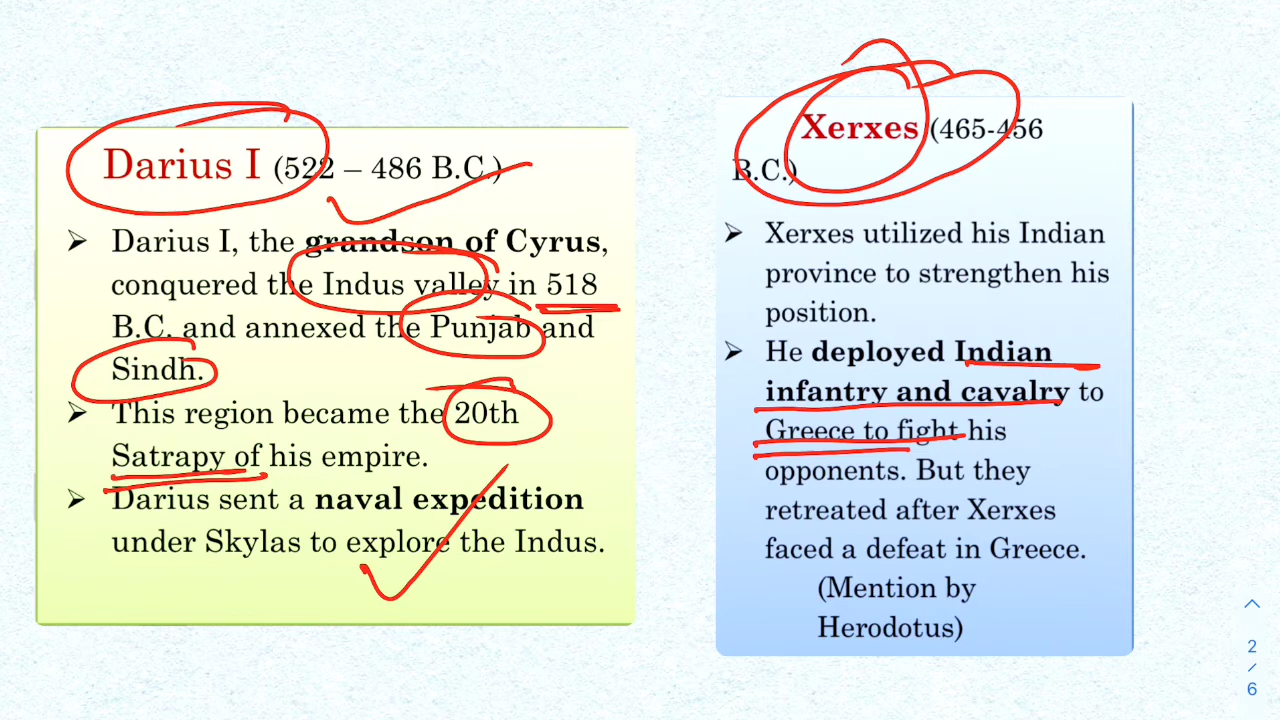 Darius I (522 – 486 B.C.)
➢ Darius I, the grandson of Cyrus,
conquered the Indus valley in 518
B.C. and annexed the Punjab and
Sindh.
➢ This region became the 20th
Satrapy of his empire.
➢ Darius sent a naval expedition
under Skylas to explore the Indus.
Xerxes (465-456
B.C.)
➢ Xerxes utilized his Indian
province to strengthen his
position.
➢ He deployed Indian
infantry and cavalry to
Greece to fight his
opponents. But they
retreated after Xerxes
faced a defeat in Greece.
(Mention by
Herodotus)
2
/
6